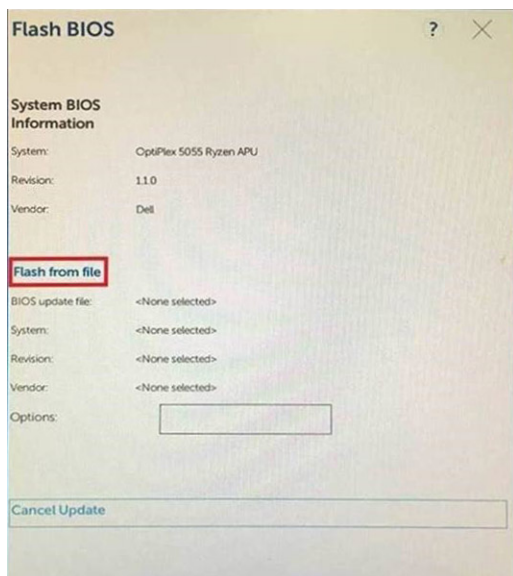 Flash BIOS ?
System BIOS
Information
System: OptiPlex 5055 Ryzen APU
Revision: 1.1.0
Vendor: Dell
Flash from file
BIOS update file: <None selected>
System: <None selected>
Revision: <None selected>
Vendor: <None selected>
Options:
Cancel Update